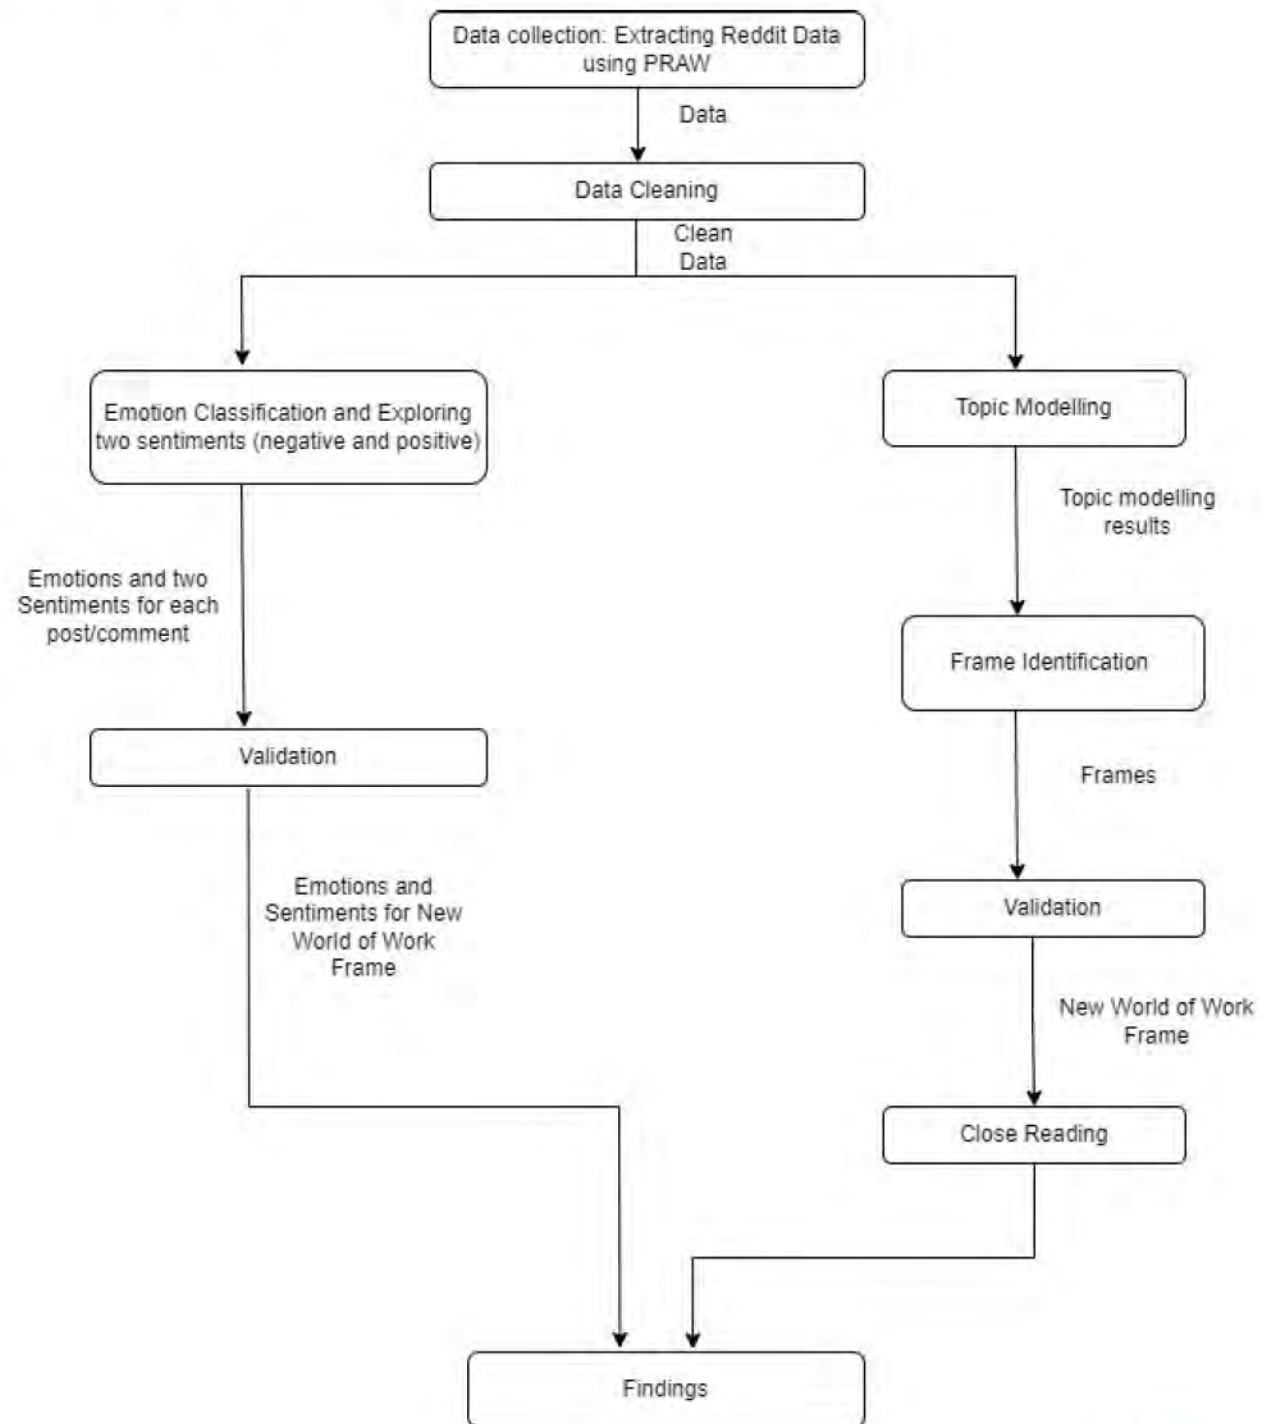 Data collection: Extracting Reddit Data
using PRAW
Data
Data Cleaning
Clean
Data
Emotion Classification and Exploring
two sentiments (negative and positive)
Topic Modelling
Topic modelling
results
Emotions and two
Sentiments for each
post/comment
Frame Identification
Validation
Frames
Emotions and
Sentiments for New
World of Work
Frame
Validation
New World of Work
Frame
Close Reading
Findings